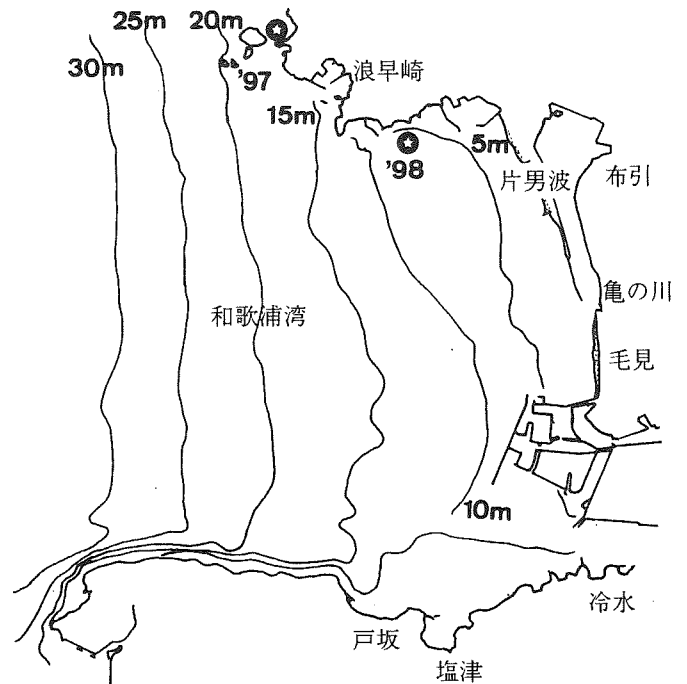 25m
20m
30m
'97
浪早崎
15m
5m
'98
片男波
布引
亀の川
和歌浦湾
毛見
10m
冷水
戸坂
塩津